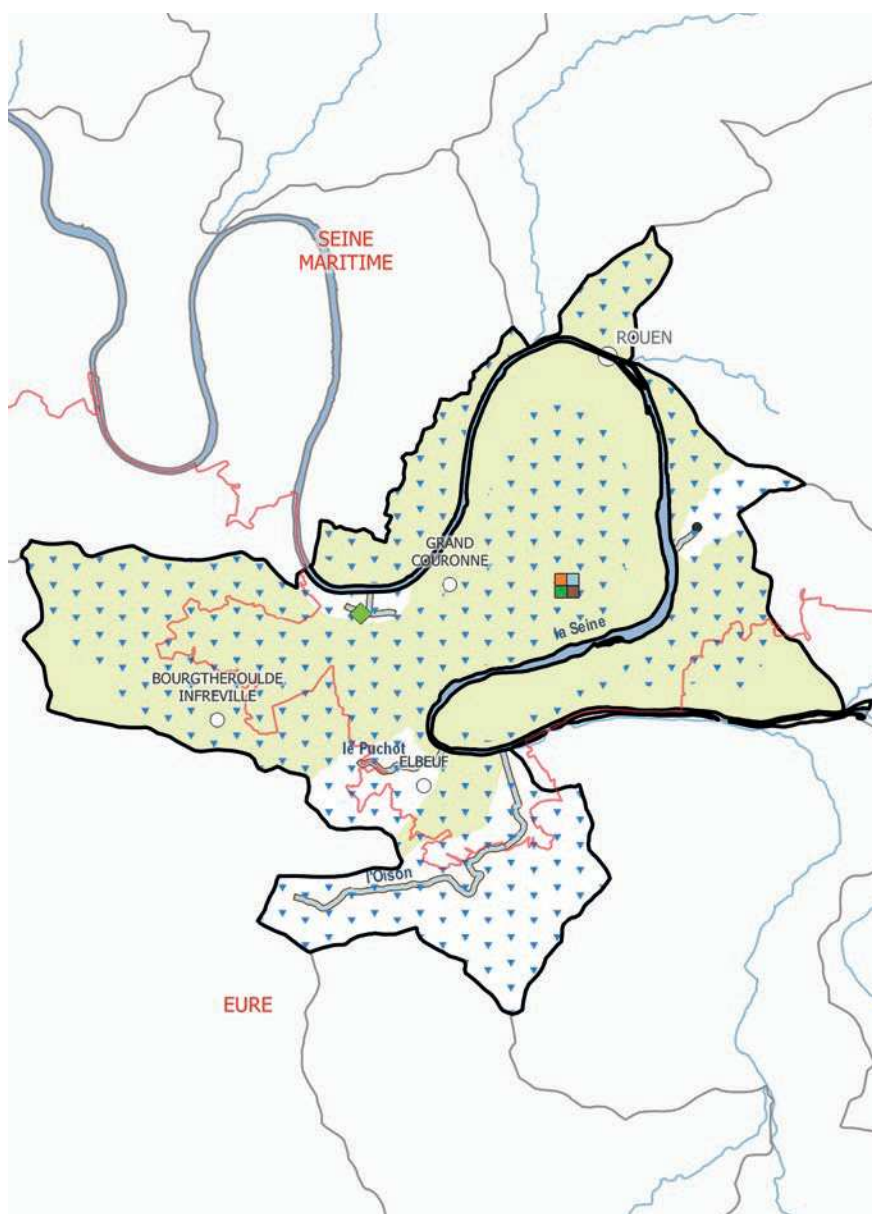 SEINE
MARITIME
ROUEN
GRAND
COURONNE
la Seine
BOURGTHEROULDE
INFREVILLE
le Puchot
ELBEUF
l'Oison
EURE